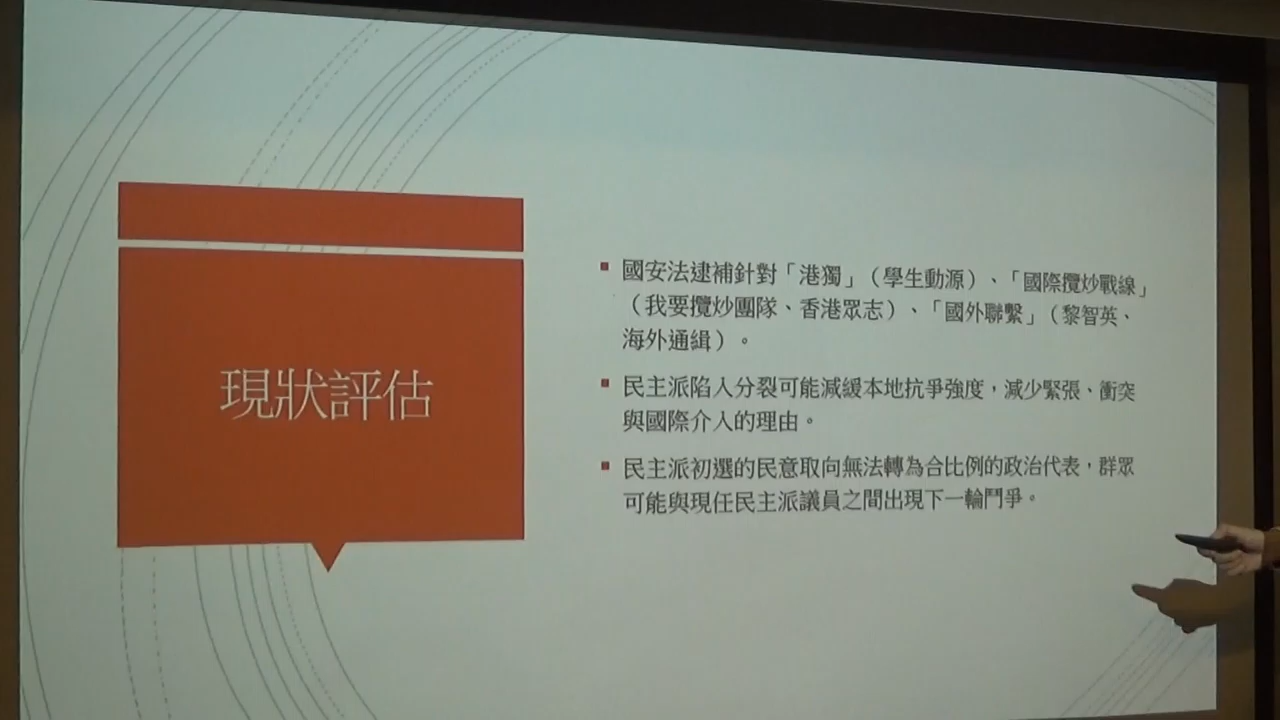 現狀評估
▪ 國安法逮補針對「港獨」（學生動源）、「國際攬炒戰線」
（我要攬炒團隊、香港眾志）、「國外聯繫」（黎智英、
海外通緝）。
▪ 民主派陷入分裂可能減緩本地抗爭強度，減少緊張、衝突
與國際介入的理由。
▪ 民主派初選的民意取向無法轉為合比例的政治代表，群眾
可能與現任民主派議員之間出現下一輪鬥爭。